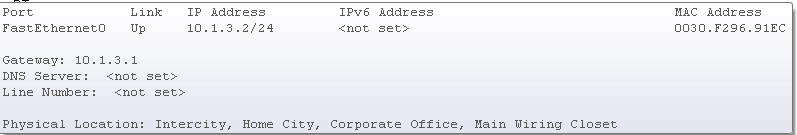 Port Link IP Address IPv6 Address MAC Address
FastEthernet0 Up 10.1.3.2/24 <not set> 0030.F296.91EC
Gateway: 10.1.3.1
DNS Server: <not set>
Line Number: <not set>
Physical Location: Intercity, Home City, Corporate Office, Main Wiring Closet